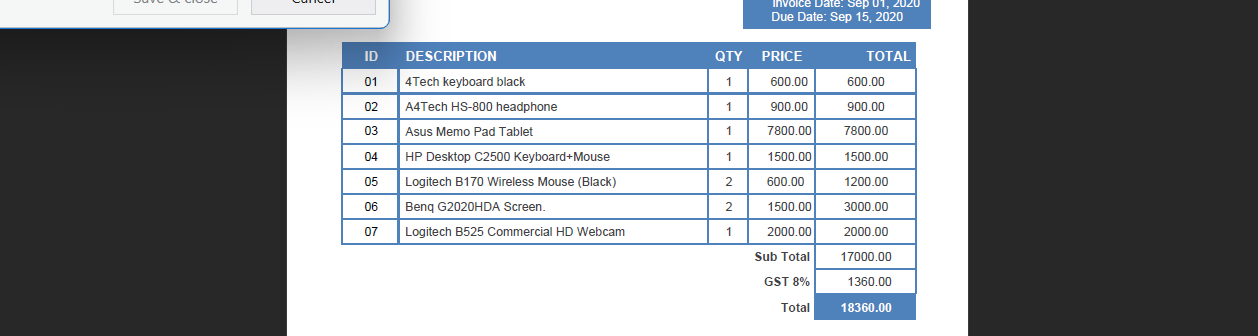 Save & close Cancel
Invoice Date: Sep 01, 2020
Due Date: Sep 15, 2020
ID DESCRIPTION QTY PRICE TOTAL
01 4Tech keyboard black 1 600.00 600.00
02 A4Tech HS-800 headphone 1 900.00 900.00
03 Asus Memo Pad Tablet 1 7800.00 7800.00
04 HP Desktop C2500 Keyboard+Mouse 1 1500.00 1500.00
05 Logitech B170 Wireless Mouse (Black) 2 600.00 1200.00
06 Benq G2020HDA Screen. 2 1500.00 3000.00
07 Logitech B525 Commercial HD Webcam 1 2000.00 2000.00
Sub Total 17000.00
GST 8% 1360.00
Total 18360.00